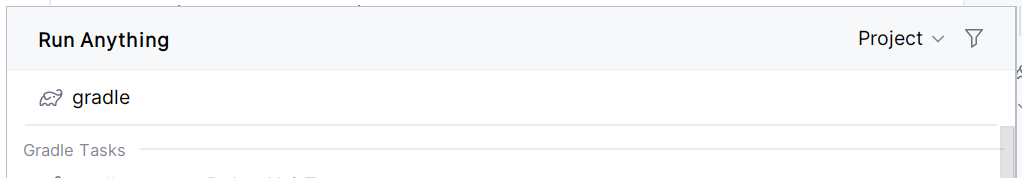 Run Anything
Project
gradle
Gradle Tasks